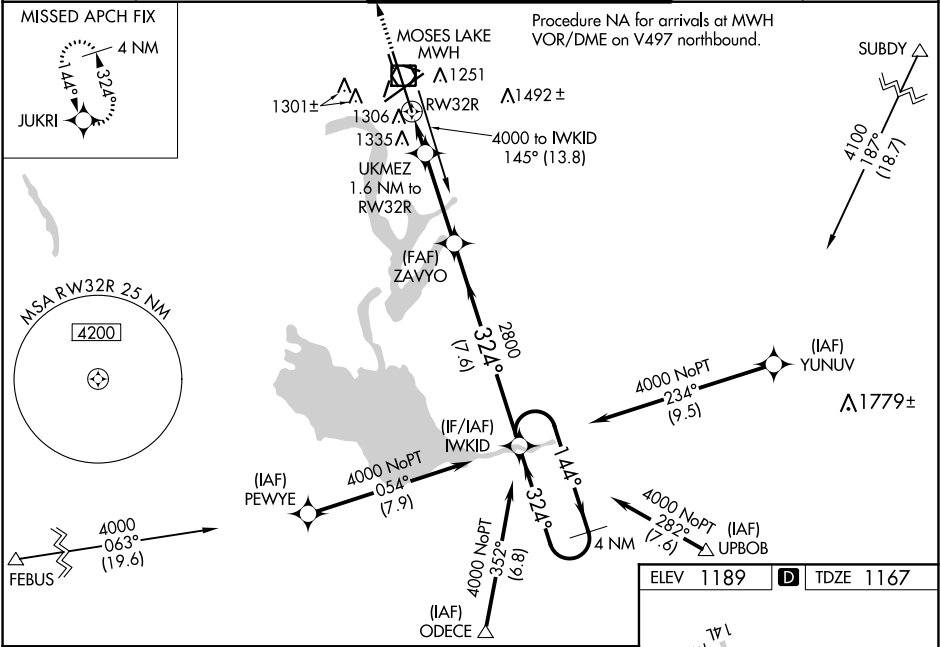 MISSED APCH FIX
4 NM
144°
324°
JUKRI
MOSES LAKE
MWH
Procedure NA for arrivals at MWH
VOR/DME on V497 northbound.
SUBDY
1251
1301±
1306
RW32R
1492±
1335
4000 to IWKID
145° (13.8)
4100
187°
(18.7)
UKMEZ
1.6 NM to
RW32R
(FAF)
ZAVYO
MSA RW32R 25 NM
4200
2800
324°
(7.6)
(IAF)
YUNUV
4000 NoPT
234°
(9.5)
1779±
(IF/IAF)
IWKID
(IAF)
PEWYE
4000 NoPT
054°
(7.9)
144°
324°
4 NM
4000 NoPT
282°
(7.6)
(IAF)
UPBOB
4000
063°
(19.6)
FEBUS
4000 NoPT
352°
(6.8)
(IAF)
ODECE
ELEV 1189
D
TDZE 1167
14L